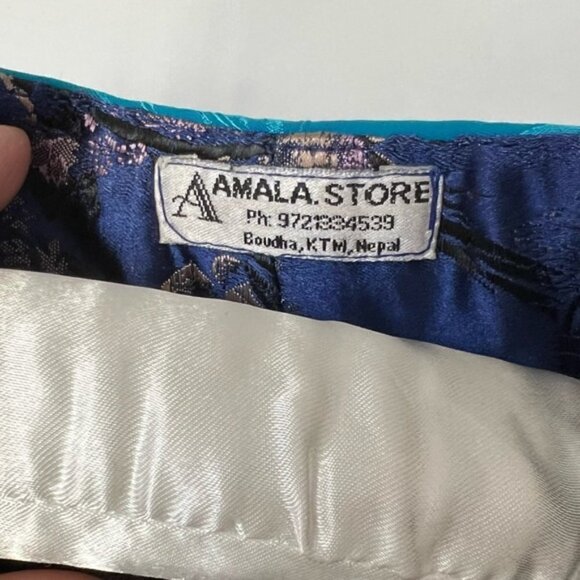 A AMALA.STORE
Ph: 9721334539
Boudha,KTM,Nepal